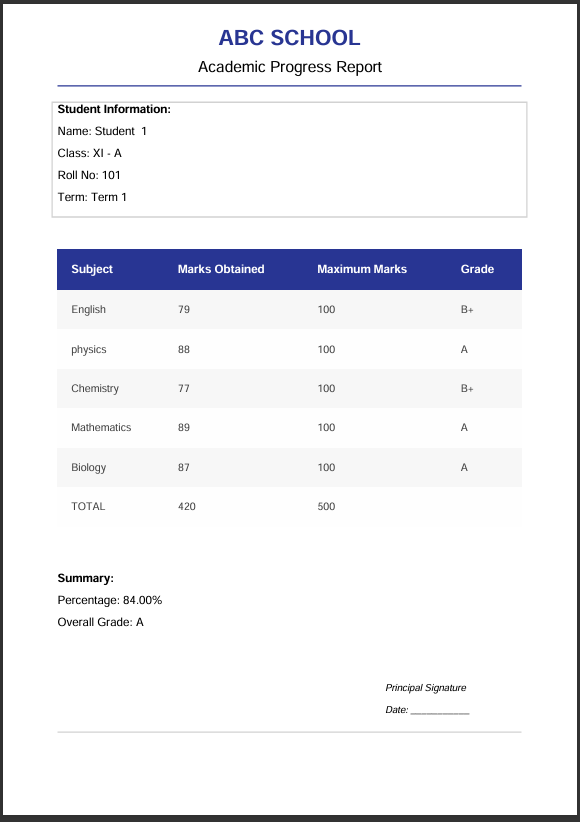 ABC SCHOOL
Academic Progress Report
Student Information:
Name: Student  1
Class: XI - A
Roll No: 101
Term: Term 1
Subject Marks Obtained Maximum Marks Grade
English 79 100 B+
physics 88 100 A
Chemistry 77 100 B+
Mathematics 89 100 A
Biology 87 100 A
TOTAL 420 500
Summary:
Percentage: 84.00%
Overall Grade: A
Principal Signature
Date: ___________